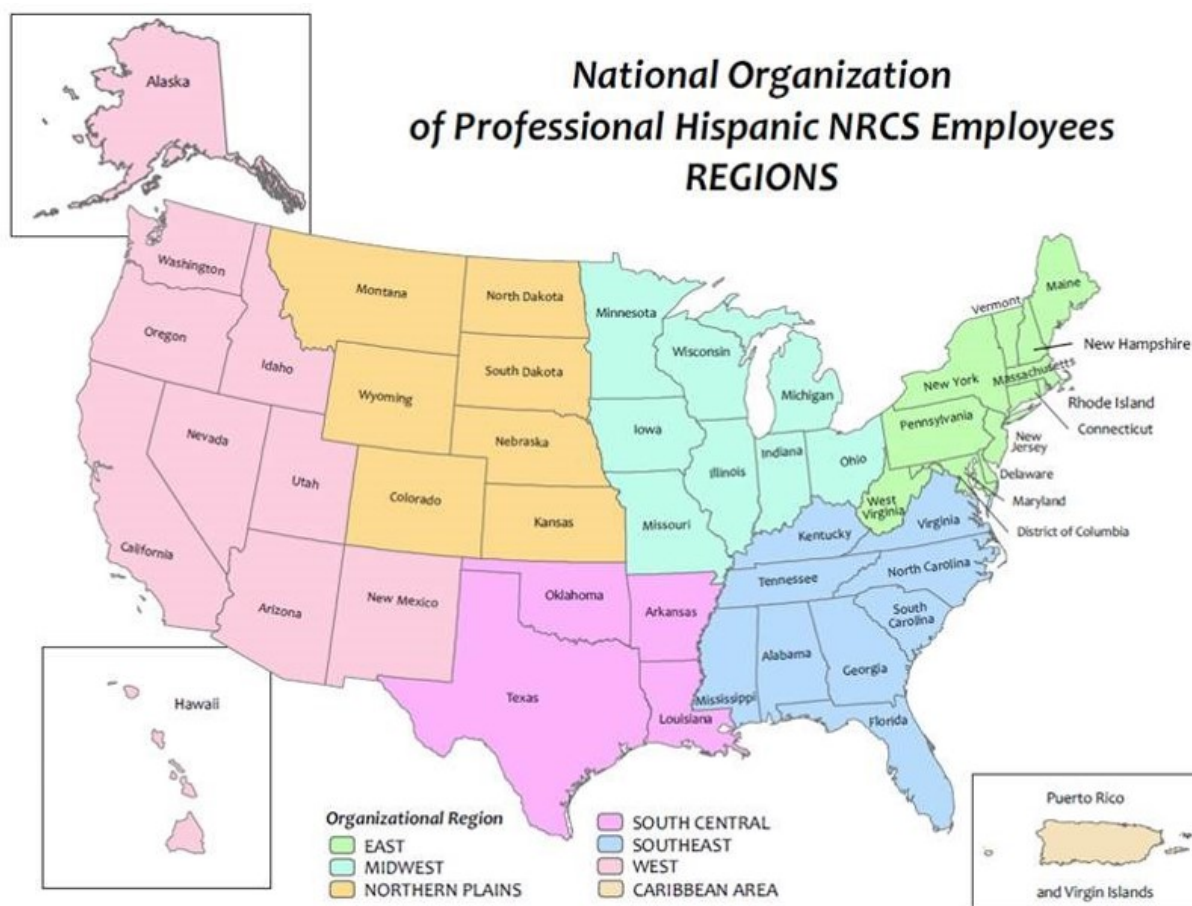 National Organization
of Professional Hispanic NRCS Employees
REGIONS
Alaska
Washington
Oregon
Idaho
Montana
North Dakota
Minnesota
Wisconsin
Michigan
Vermont
Maine
New Hampshire
Massachusetts
New York
Rhode Island
Connecticut
Pennsylvania
New
Jersey
Delaware
Maryland
District of Columbia
South Dakota
Wyoming
Nebraska
Iowa
Illinois
Indiana
Ohio
West
Virginia
Virginia
Nevada
Utah
Colorado
Kansas
Missouri
Kentucky
California
Arizona
New Mexico
Oklahoma
Arkansas
Tennessee
North Carolina
South
Carolina
Texas
Louisiana
Mississippi
Alabama
Georgia
Florida
Hawaii
Organizational Region
EAST
MIDWEST
NORTHERN PLAINS
SOUTH CENTRAL
SOUTHEAST
WEST
CARIBBEAN AREA
Puerto Rico
and Virgin Islands